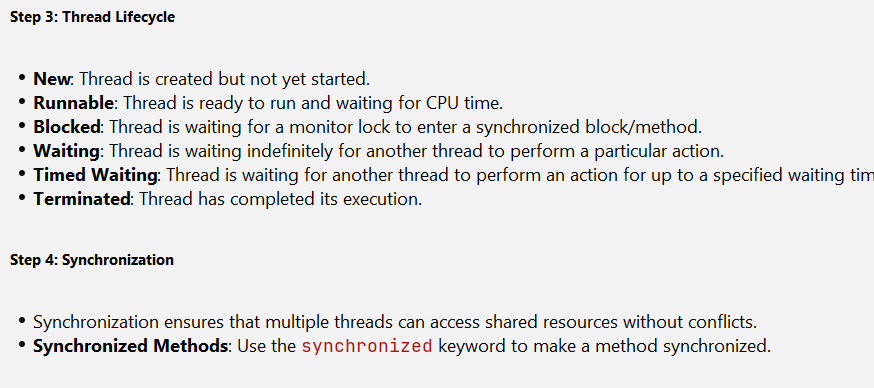 Step 3: Thread Lifecycle
• New: Thread is created but not yet started.
• Runnable: Thread is ready to run and waiting for CPU time.
• Blocked: Thread is waiting for a monitor lock to enter a synchronized block/method.
• Waiting: Thread is waiting indefinitely for another thread to perform a particular action.
• Timed Waiting: Thread is waiting for another thread to perform an action for up to a specified waiting tim
• Terminated: Thread has completed its execution.
Step 4: Synchronization
• Synchronization ensures that multiple threads can access shared resources without conflicts.
• Synchronized Methods: Use the synchronized keyword to make a method synchronized.